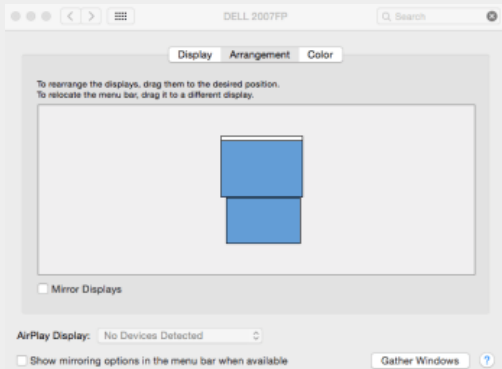 DELL 2007FP
Search
Display Arrangement Color
To rearrange the displays, drag them to the desired position.
To relocate the menu bar, drag it to a different display.
Mirror Displays
AirPlay Display: No Devices Detected
Show mirroring options in the menu bar when available
Gather Windows ?